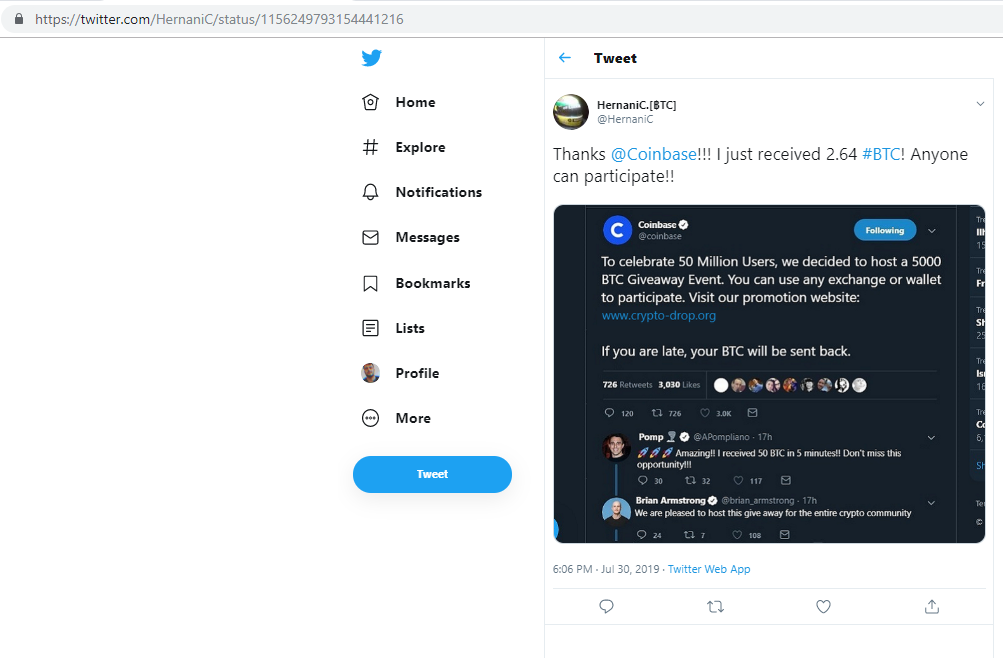 https://twitter.com/HernaniC/status/1156249793154441216
Home
Explore
Notifications
Messages
Bookmarks
Lists
Profile
More
Tweet
Tweet
HernaniC.[₿TC]
@HernaniC
Thanks @Coinbase!!! I just received 2.64 #BTC! Anyone
can participate!!
Coinbase
@coinbase
Following
To celebrate 50 Million Users, we decided to host a 5000
BTC Giveaway Event. You can use any exchange or wallet
to participate. Visit our promotion website:
www.crypto-drop.org
If you are late, your BTC will be sent back.
726 Retweets 3,030 Likes
120 726 3.0K
Pomp @APompliano · 17h
🚀🚀🚀 Amazing!! I received 50 BTC in 5 minutes!! Don't miss this
opportunity!!!
30 32 117
Brian Armstrong @brian_armstrong · 17h
We are pleased to host this give away for the entire crypto community
24 7 108
6:06 PM · Jul 30, 2019 · Twitter Web App